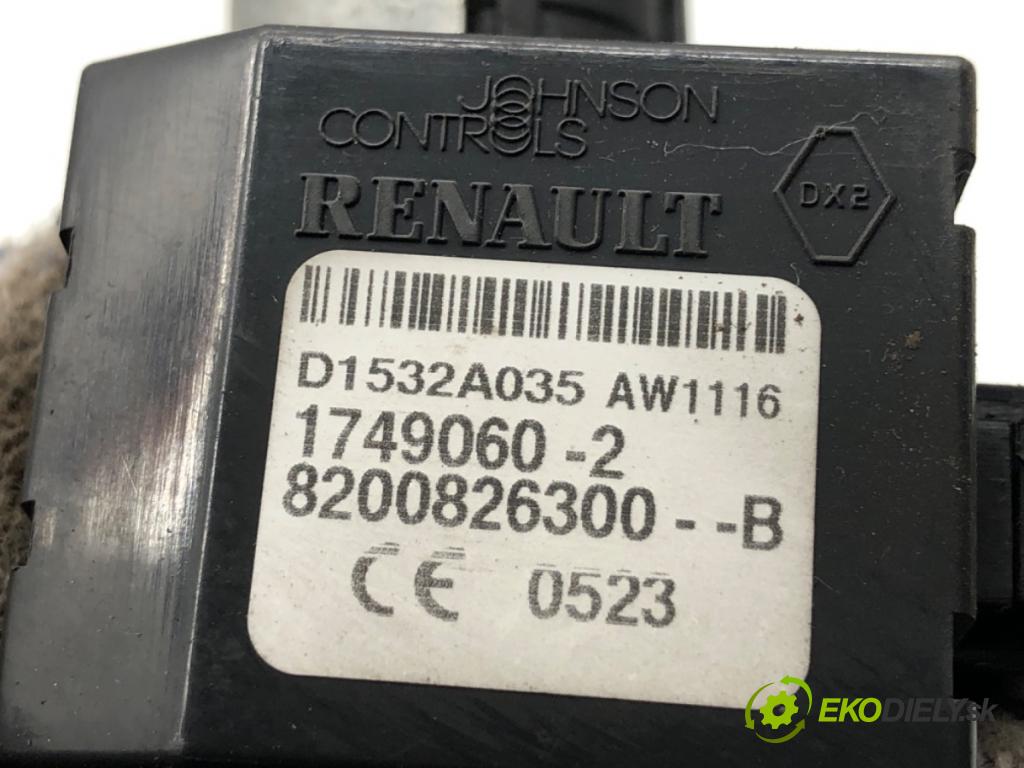 JOHNSON
CONTROLS
RENAULT
DX2
D1532A035 AW1116
1749060 -2
8200826300 - --B
CE 0523
EKODIELY.sk